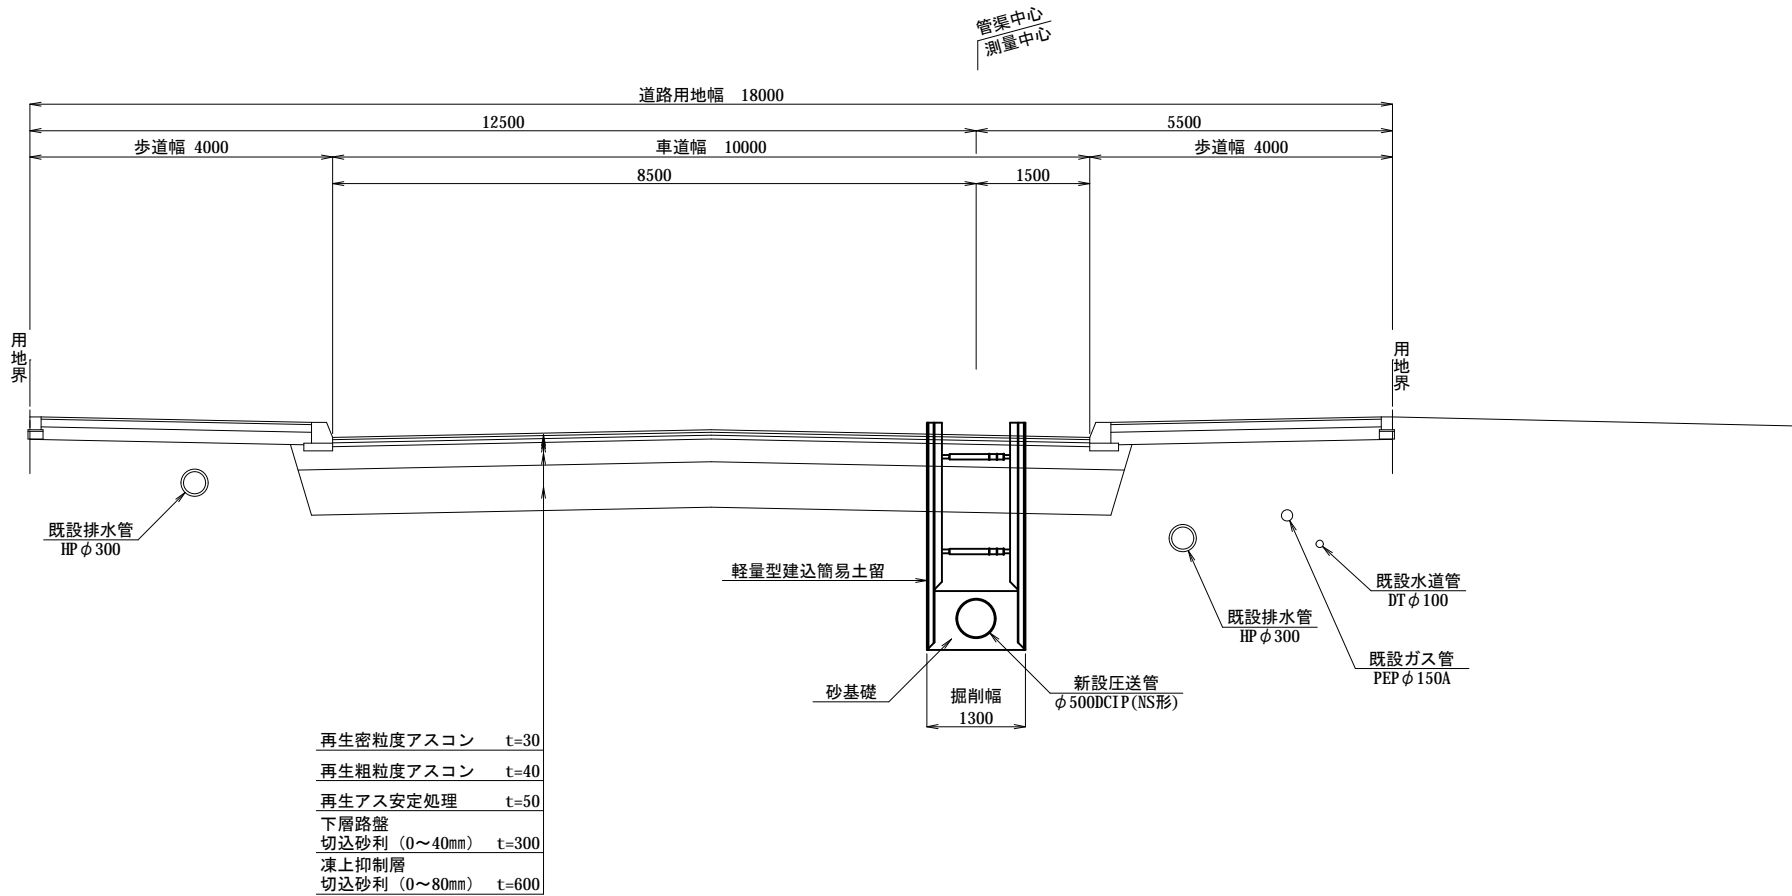 管渠中心
測量中心
道路用地幅 18000
12500
5500
歩道幅 4000
車道幅 10000
歩道幅 4000
8500
1500
用地界
用地界
既設排水管
HPφ300
軽量型建込簡易土留
既設水道管
DTφ100
既設排水管
HPφ300
既設ガス管
PEPφ150A
砂基礎
掘削幅
1300
新設圧送管
φ500DCIP(NS形)
再生密粒度アスコン t=30
再生粗粒度アスコン t=40
再生アス安定処理 t=50
下層路盤
切込砂利（0～40㎜） t=300
凍上抑制層
切込砂利（0～80㎜） t=600